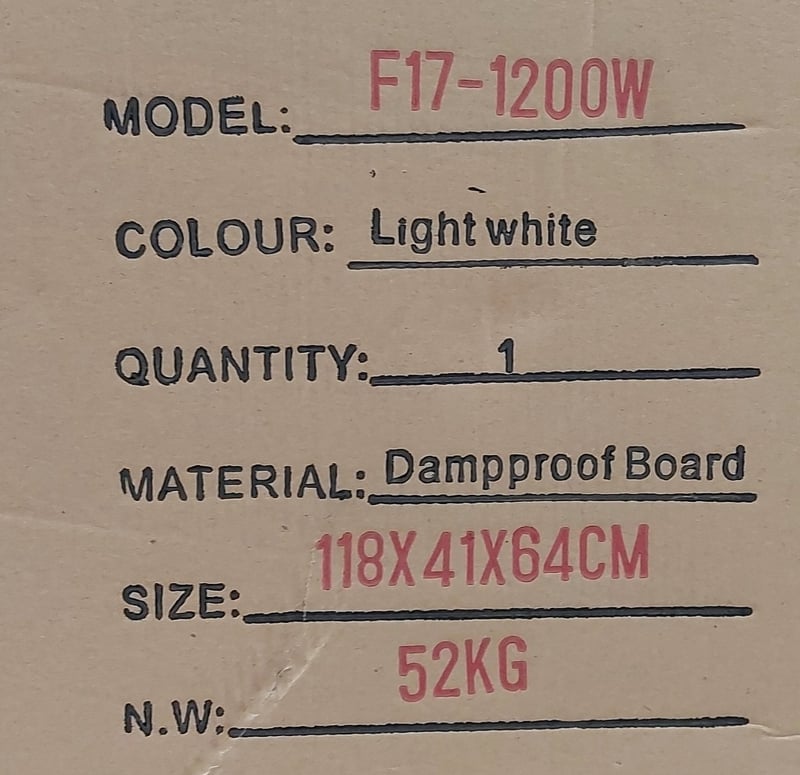 MODEL: F17-1200W
COLOUR: Light white
QUANTITY: 1
MATERIAL: Dampproof Board
SIZE: 118X41X64CM
N.W: 52KG